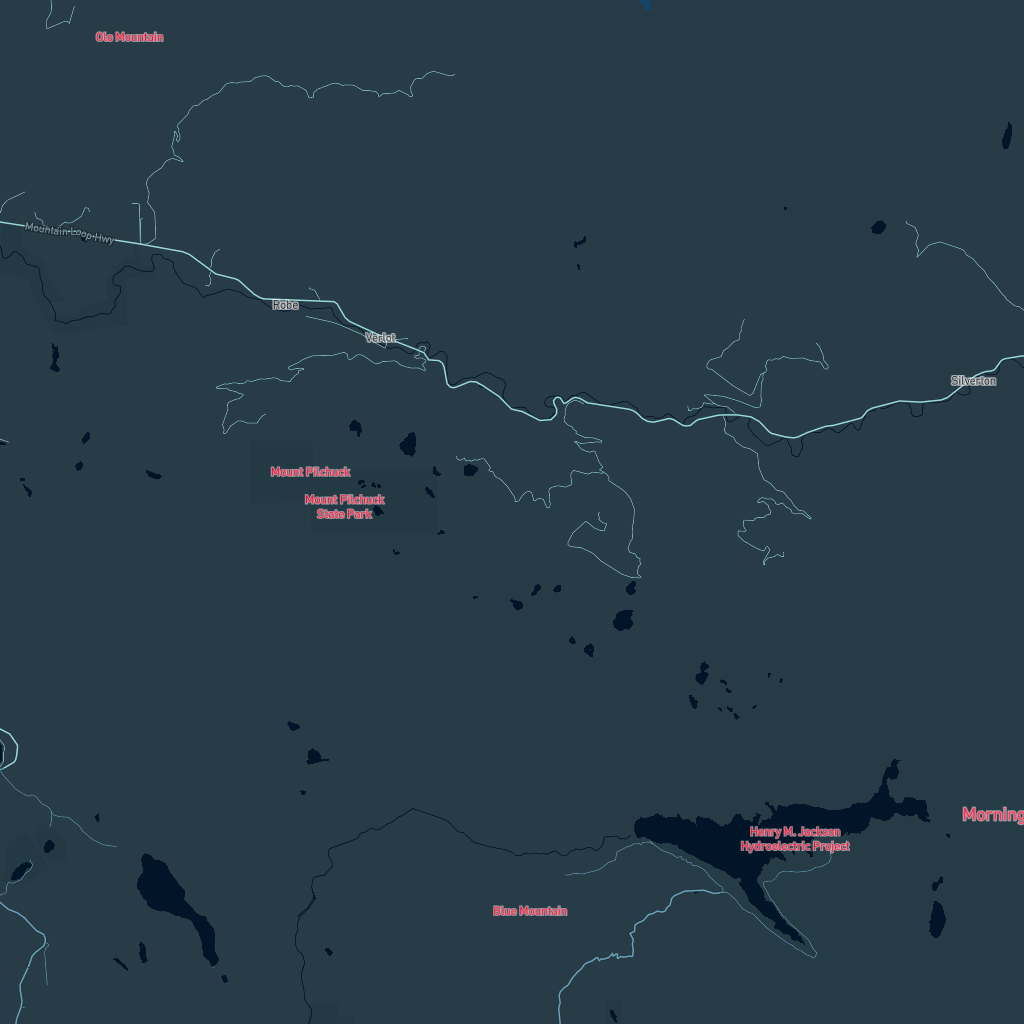 Olo Mountain
Mountain Loop Hwy
Robe
Verlot
Silverton
Mount Pilchuck
Mount Pilchuck
State Park
Morning
Henry M. Jackson
Hydroelectric Project
Blue Mountain